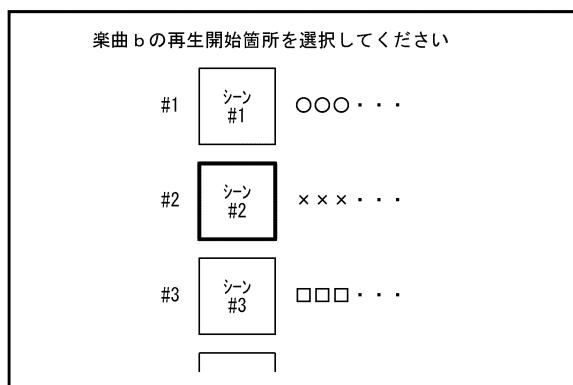 楽曲bの再生開始箇所を選択してください
#1 シーン #1 ○○○・・・
#2 シーン #2 ×××・・・
#3 シーン #3 □□□・・・